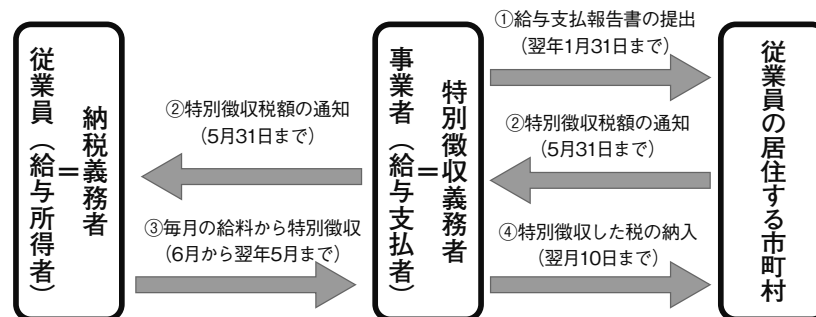 従業員（給与所得者）
＝
納税義務者
②特別徴収税額の通知
（5月31日まで）
③毎月の給料から特別徴収
（6月から翌年5月まで）
事業者（給与支払者）
＝
特別徴収義務者
①給与支払報告書の提出
（翌年1月31日まで）
②特別徴収税額の通知
（5月31日まで）
④特別徴収した税の納入
（翌月10日まで）
従業員の居住する市町村